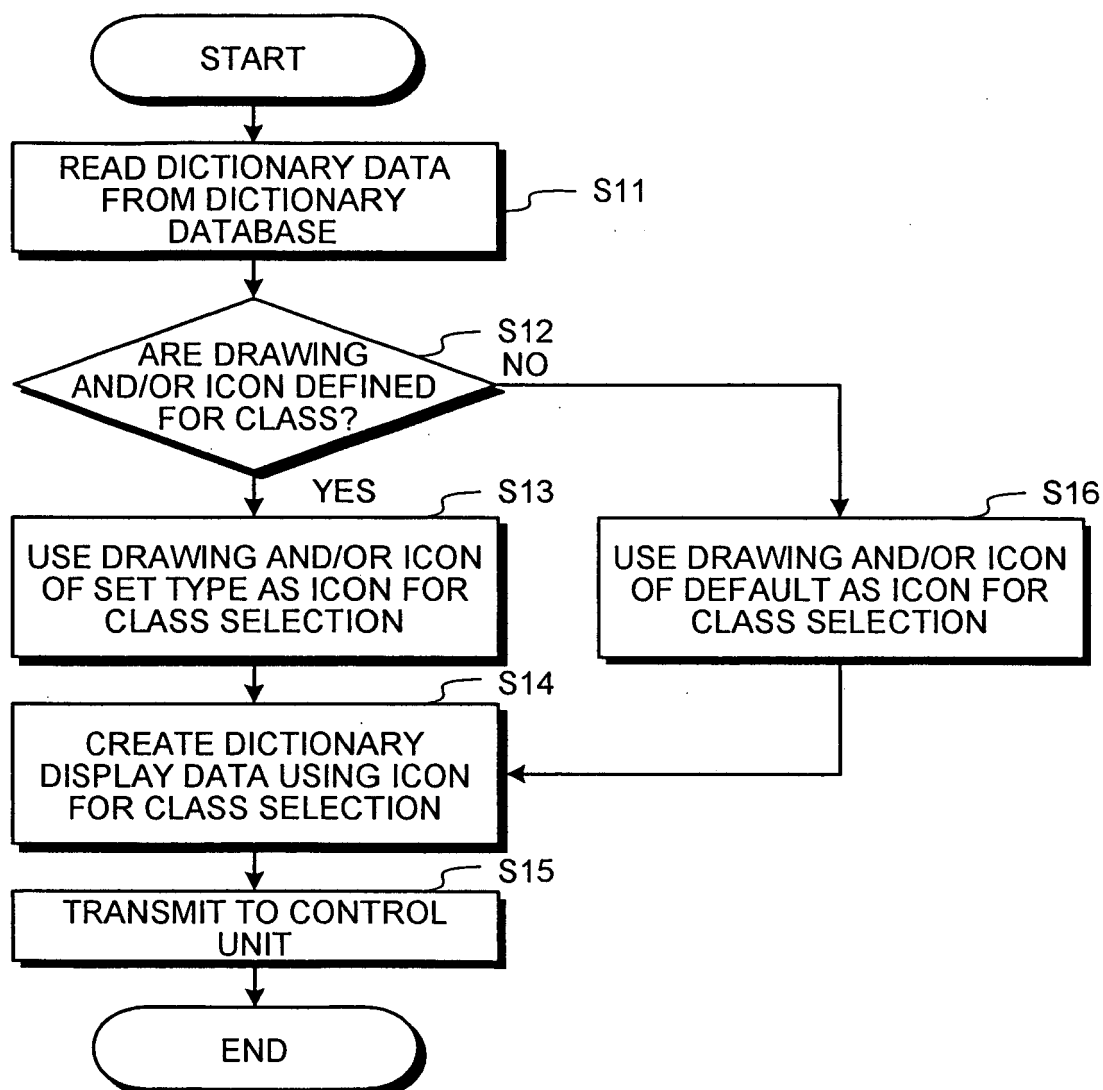 START
READ DICTIONARY DATA
FROM DICTIONARY
DATABASE
S11
S12
ARE DRAWING
AND/OR ICON DEFINED
FOR CLASS?
NO
YES
S13
USE DRAWING AND/OR ICON
OF SET TYPE AS ICON FOR
CLASS SELECTION
S16
USE DRAWING AND/OR ICON
OF DEFAULT AS ICON FOR
CLASS SELECTION
S14
CREATE DICTIONARY
DISPLAY DATA USING ICON
FOR CLASS SELECTION
S15
TRANSMIT TO CONTROL
UNIT
END